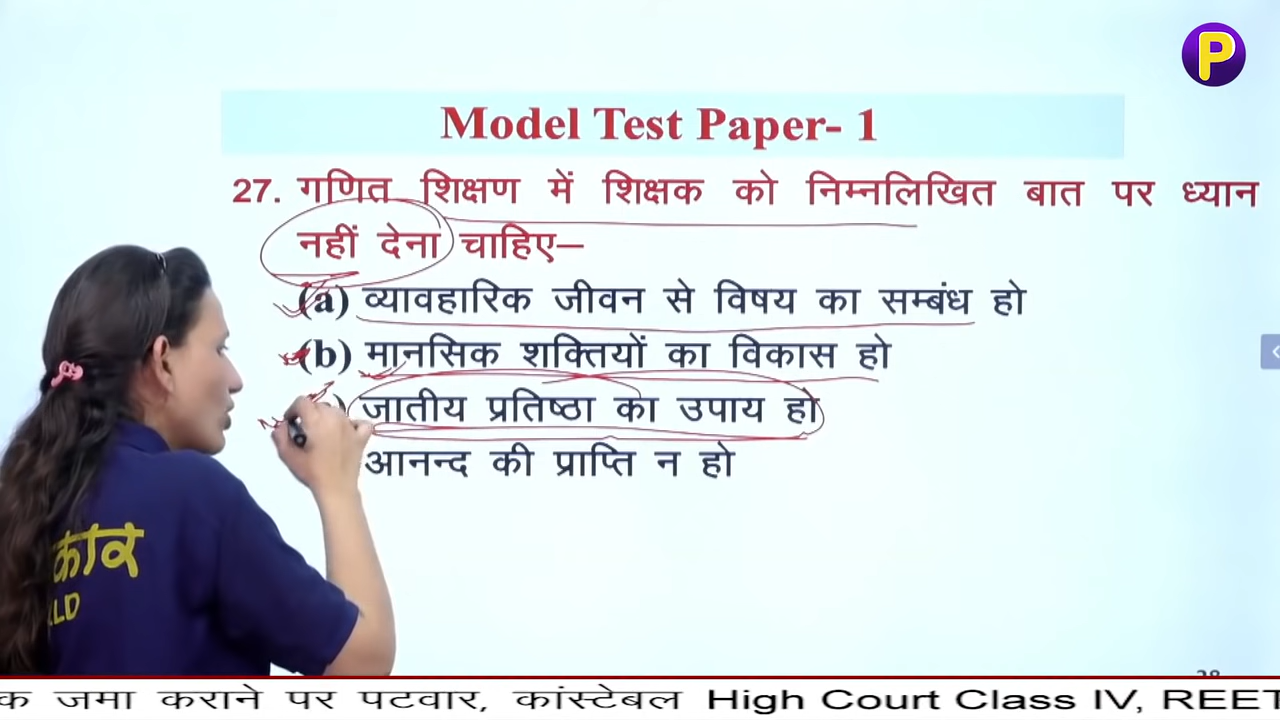 P
Model Test Paper- 1
27. गणित शिक्षण में शिक्षक को निम्नलिखित बात पर ध्यान
नहीं देना चाहिए–
(a) व्यावहारिक जीवन से विषय का सम्बंध हो
(b) मानसिक शक्तियों का विकास हो
जातीय प्रतिष्ठा का उपाय हो
आनन्द की प्राप्ति न हो
क जमा कराने पर पटवार, कांस्टेबल High Court Class IV, REET